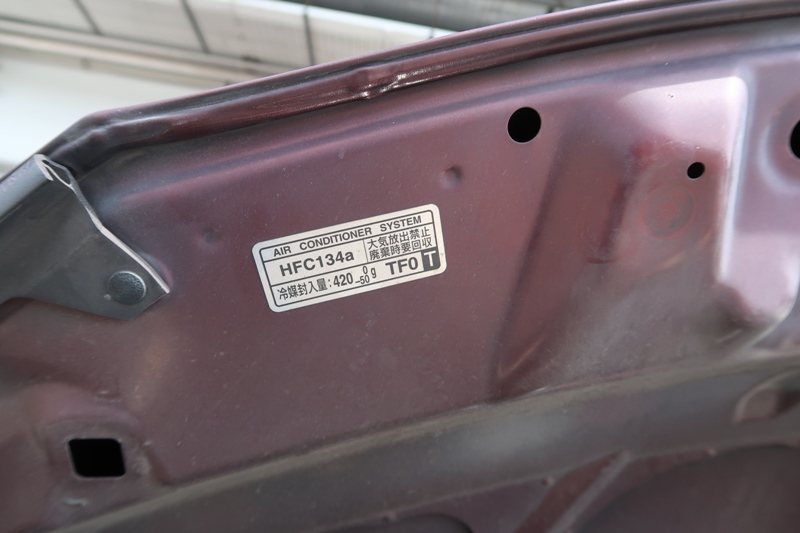 AIR CONDITIONER SYSTEM
HFC134a
大気放出禁止
廃棄時要回収
冷媒封入量:420 0 -50 g TF0 T